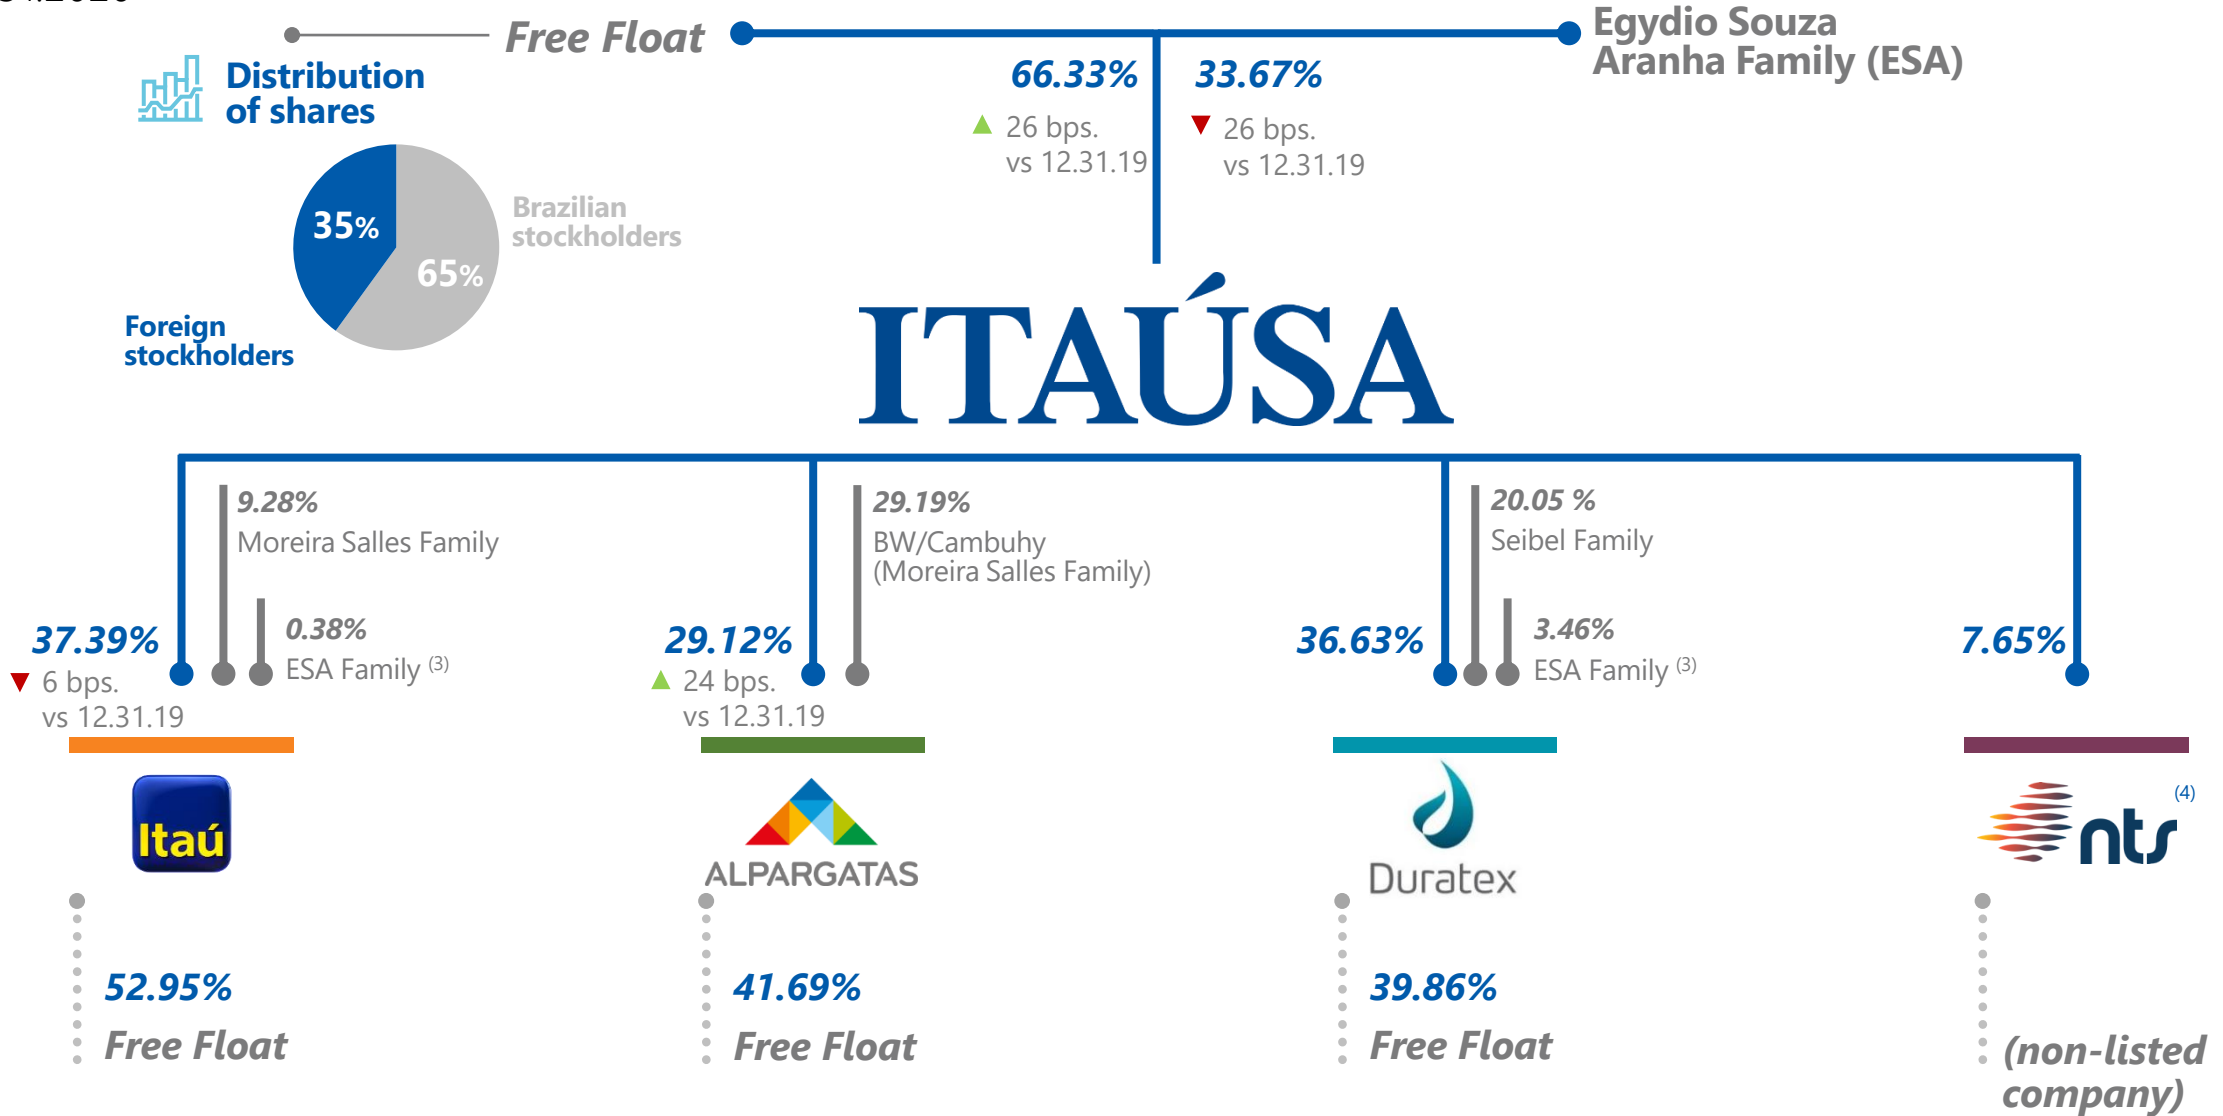 Free Float
Egydio Souza
Aranha Family (ESA)
Distribution
of shares
66.33%
33.67%
26 bps.
vs 12.31.19
26 bps.
vs 12.31.19
35%
65%
Brazilian
stockholders
Foreign
stockholders
ITAÚSA
9.28%
Moreira Salles Family
0.38%
ESA Family (3)
37.39%
6 bps.
vs 12.31.19
29.19%
BW/Cambuhy
(Moreira Salles Family)
29.12%
24 bps.
vs 12.31.19
20.05 %
Seibel Family
36.63%
3.46%
ESA Family (3)
7.65%
Itaú
ALPARGATAS
Duratex
nts (4)
52.95%
Free Float
41.69%
Free Float
39.86%
Free Float
(non-listed
company)